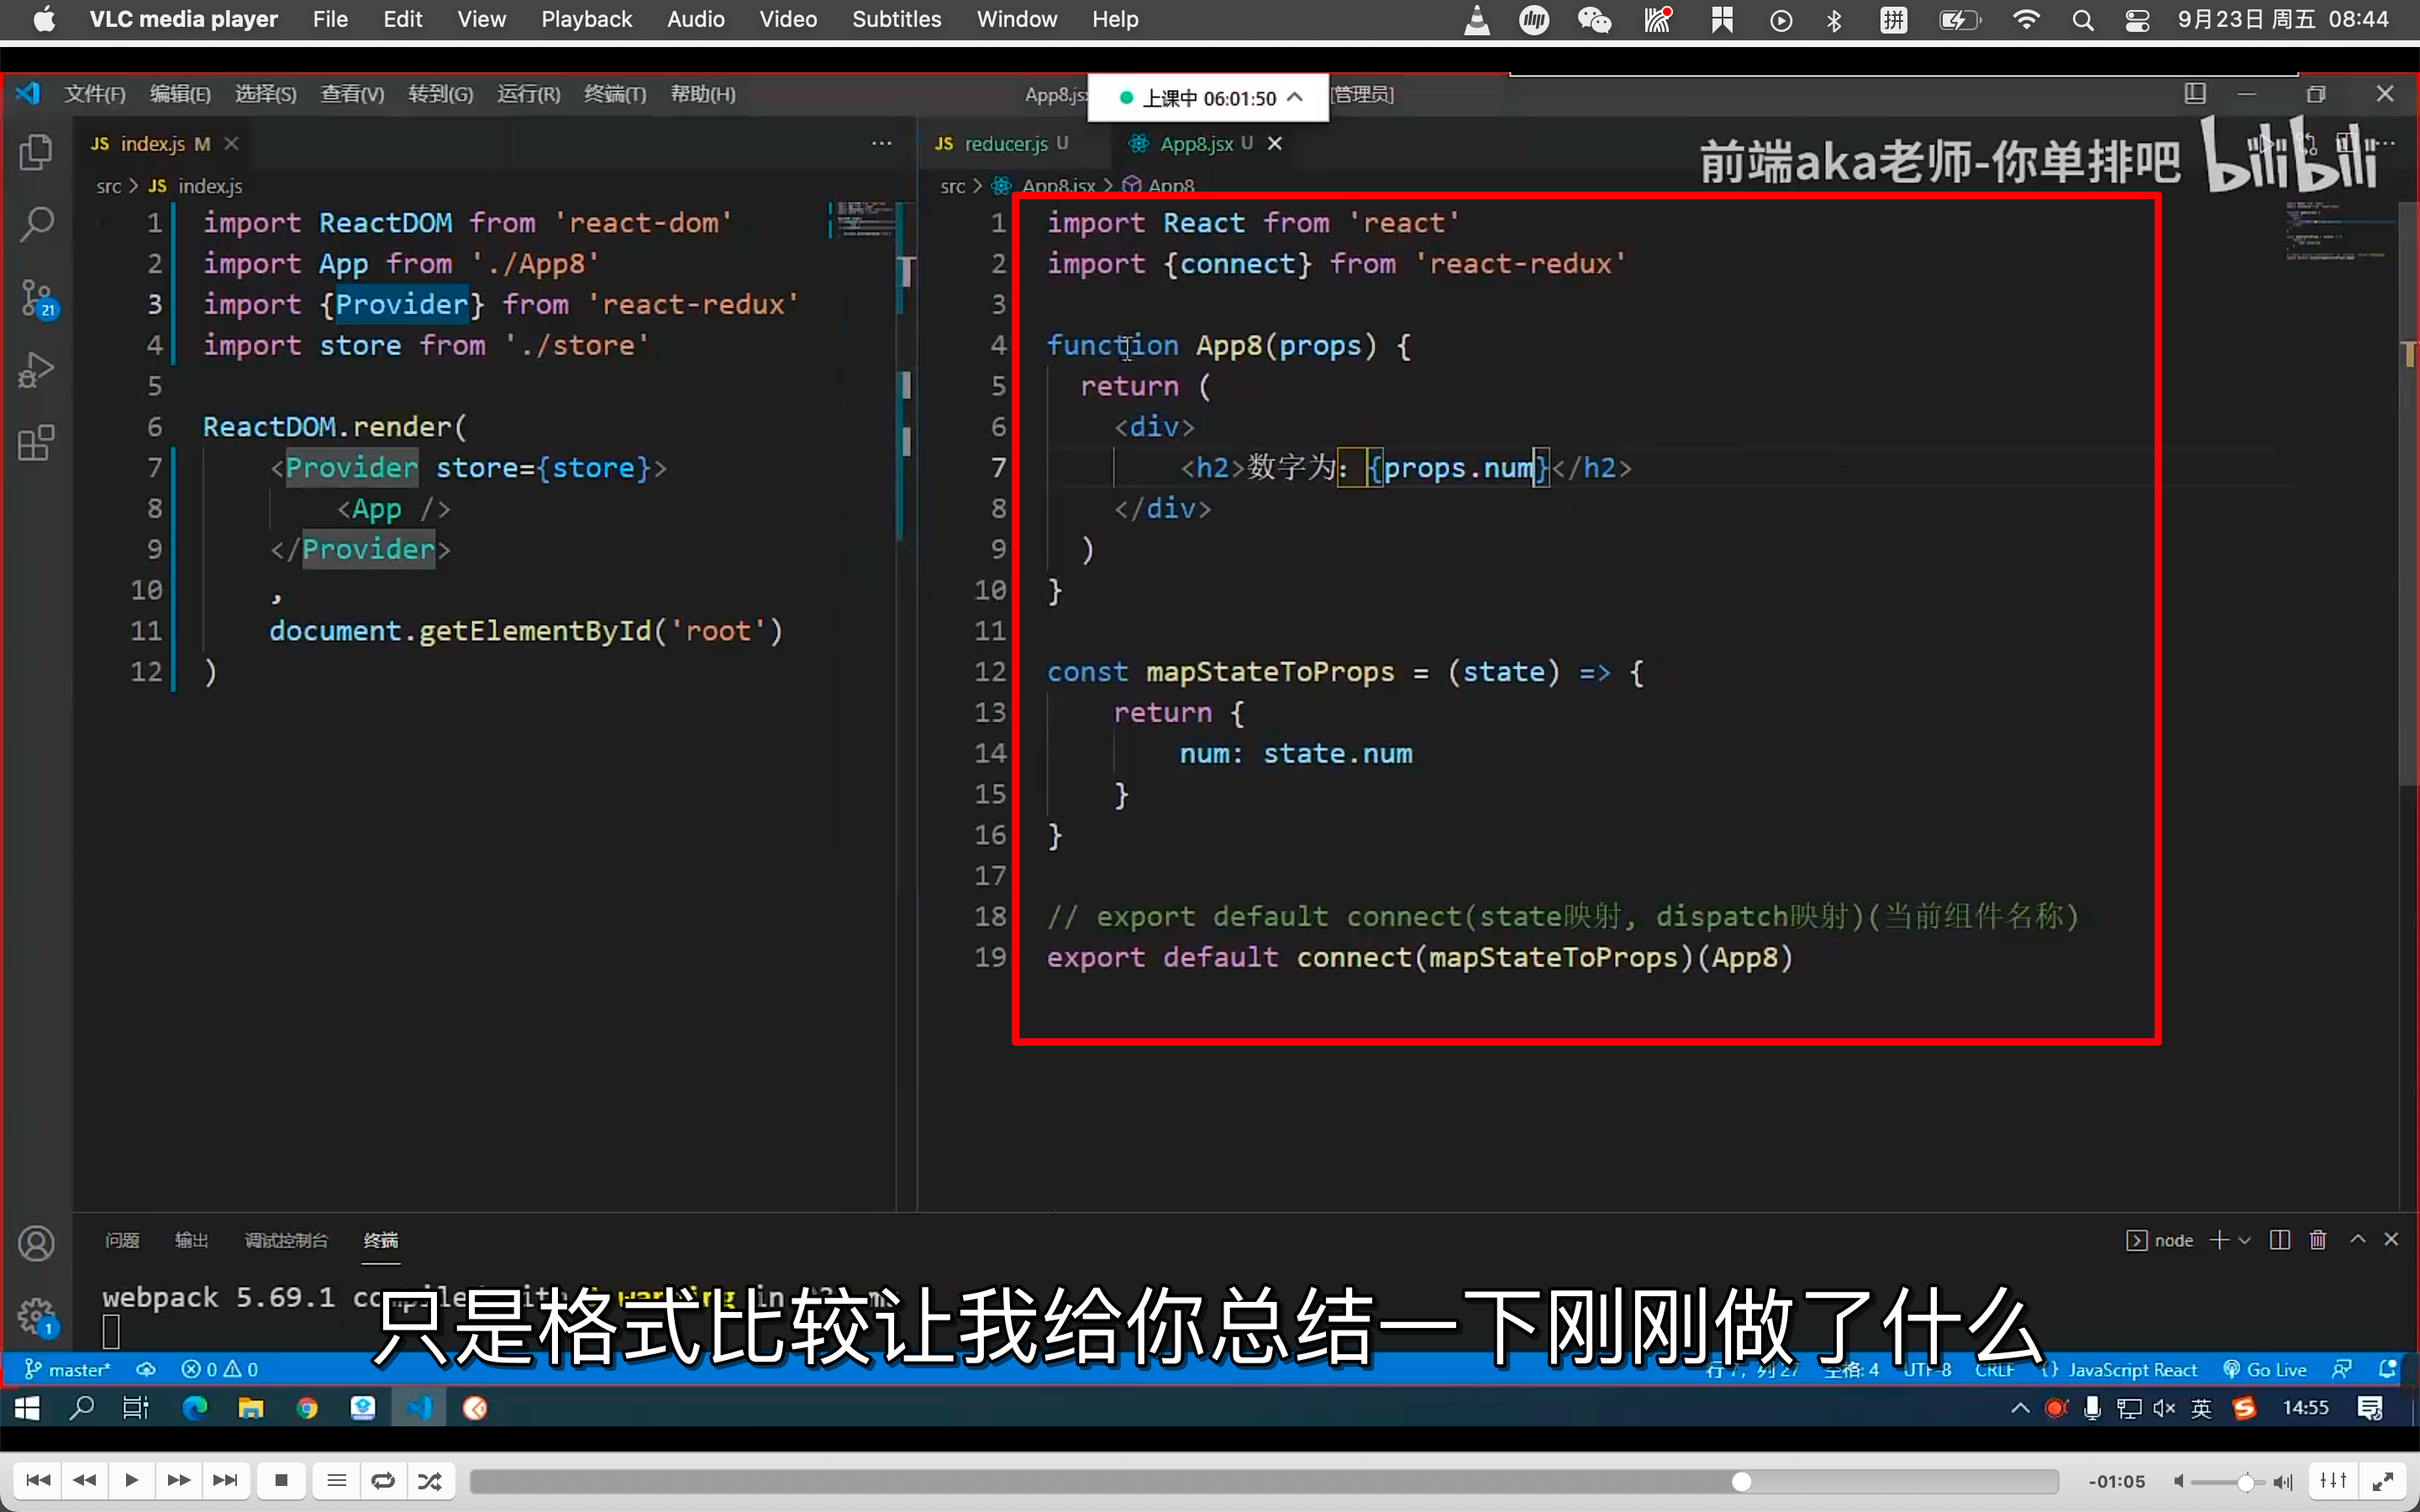 VLC media player File Edit View Playback Audio Video Subtitles Window Help 拼 9月23日 周五 08:44
文件(F) 编辑(E) 选择(S) 查看(V) 转到(G) 运行(R) 终端(T) 帮助(H) App8.js 上课中 06:01:50 [管理员]
JS index.js M
JS reducer.js U App8.jsx U
前端aka老师-你单排吧 bilibili
src > JS index.js
src > App8.jsx > App8
1 import ReactDOM from 'react-dom'
2 import App from './App8'
3 import {Provider} from 'react-redux'
4 import store from './store'
5
6 ReactDOM.render(
7 <Provider store={store}>
8 <App />
9 </Provider>
10 ,
11 document.getElementById('root')
12 )
1 import React from 'react'
2 import {connect} from 'react-redux'
3
4 function App8(props) {
5 return (
6 <div>
7 <h2>数字为：{props.num}</h2>
8 </div>
9 )
10 }
11
12 const mapStateToProps = (state) => {
13 return {
14 num: state.num
15 }
16 }
17
18 // export default connect(state映射, dispatch映射)(当前组件名称)
19 export default connect(mapStateToProps)(App8)
21
1
问题 输出 调试控制台 终端 node
webpack 5.69.1
只是格式比较让我给你总结一下刚刚做了什么
master* 0 0 行 7，列 27 空格: 4 UTF-8 CRLF {} JavaScript React Go Live
英 14:55
-01:05